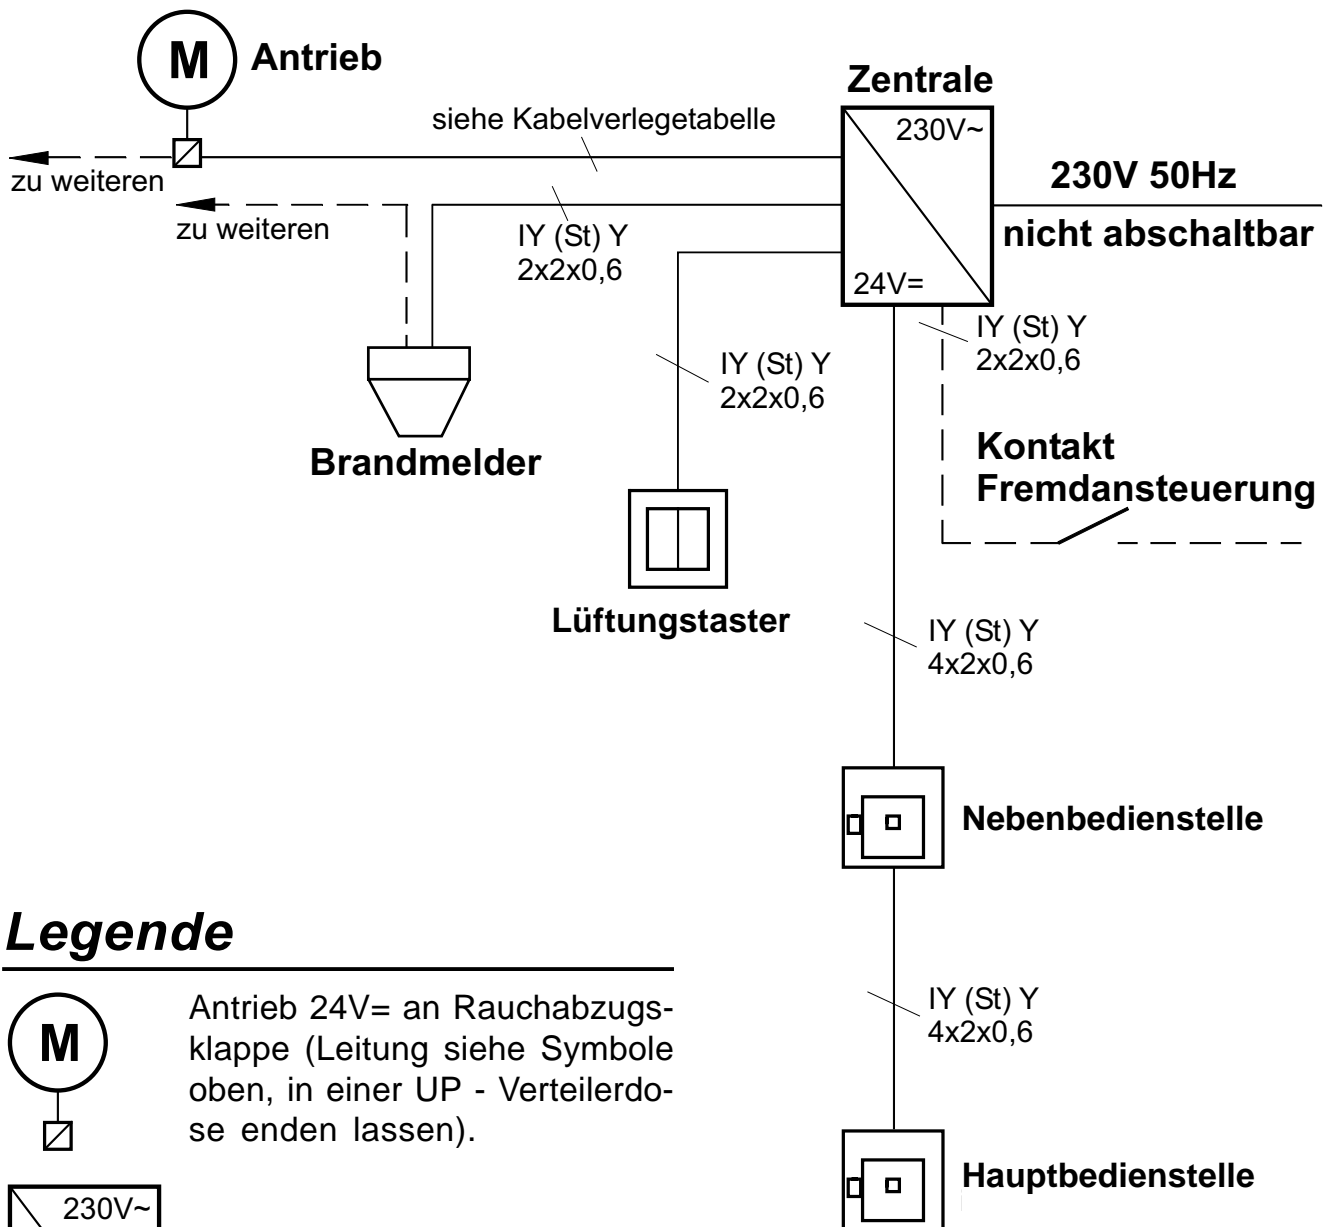 M
Antrieb
Zentrale
siehe Kabelverlegetabelle
230V~
230V 50Hz
zu weiteren
zu weiteren
IY (St) Y
2x2x0,6
nicht abschaltbar
24V=
IY (St) Y
2x2x0,6
IY (St) Y
2x2x0,6
Brandmelder
Kontakt
Fremdansteuerung
Lüftungstaster
IY (St) Y
4x2x0,6
Nebenbedienstelle
Legende
M
Antrieb 24V= an Rauchabzugs-
klappe (Leitung siehe Symbole
oben, in einer UP - Verteilerdo-
se enden lassen).
IY (St) Y
4x2x0,6
Hauptbedienstelle
230V~